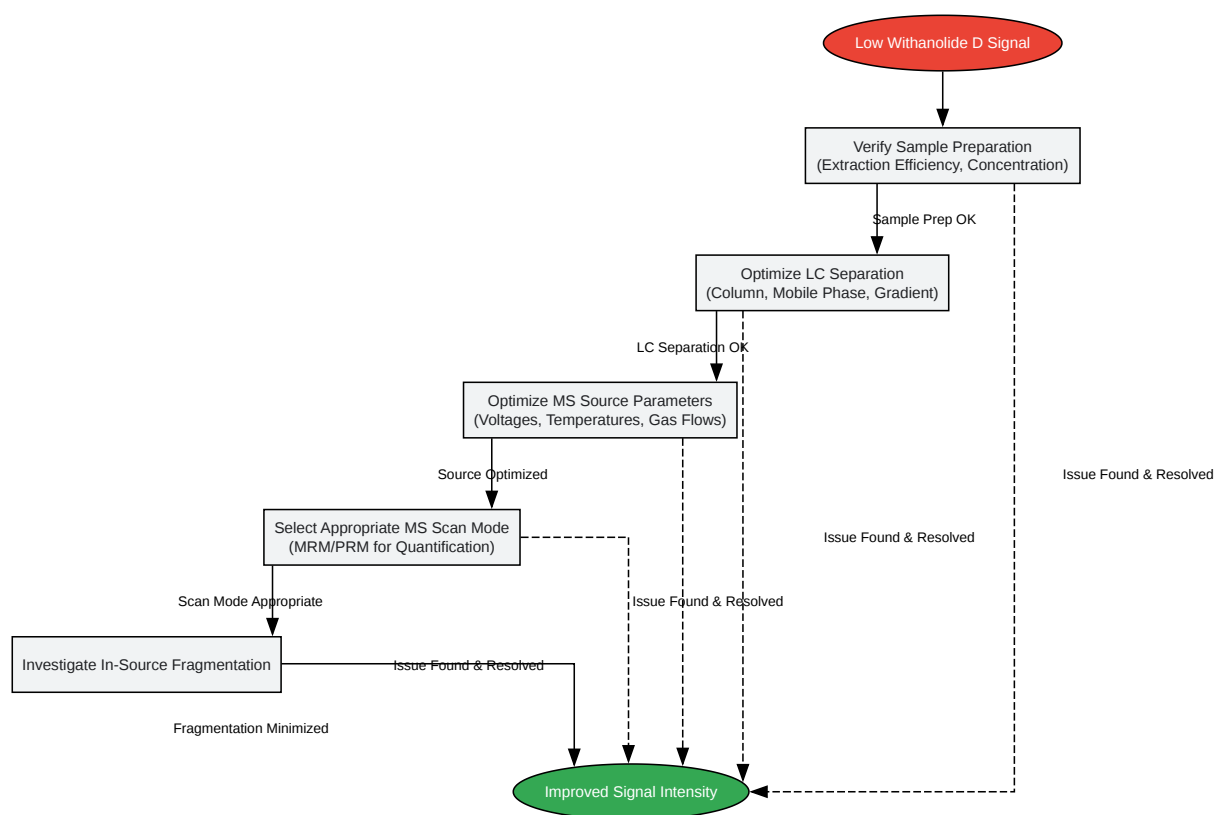 Low Withanolide D Signal
Verify Sample Preparation
(Extraction Efficiency, Concentration)
Sample Prep OK
Optimize LC Separation
(Column, Mobile Phase, Gradient)
LC Separation OK
Optimize MS Source Parameters
(Voltages, Temperatures, Gas Flows)
Source Optimized
Issue Found & Resolved
Select Appropriate MS Scan Mode
(MRM/PRM for Quantification)
Issue Found & Resolved
Scan Mode Appropriate
Issue Found & Resolved
Investigate In-Source Fragmentation
Issue Found & Resolved
Fragmentation Minimized
Improved Signal Intensity